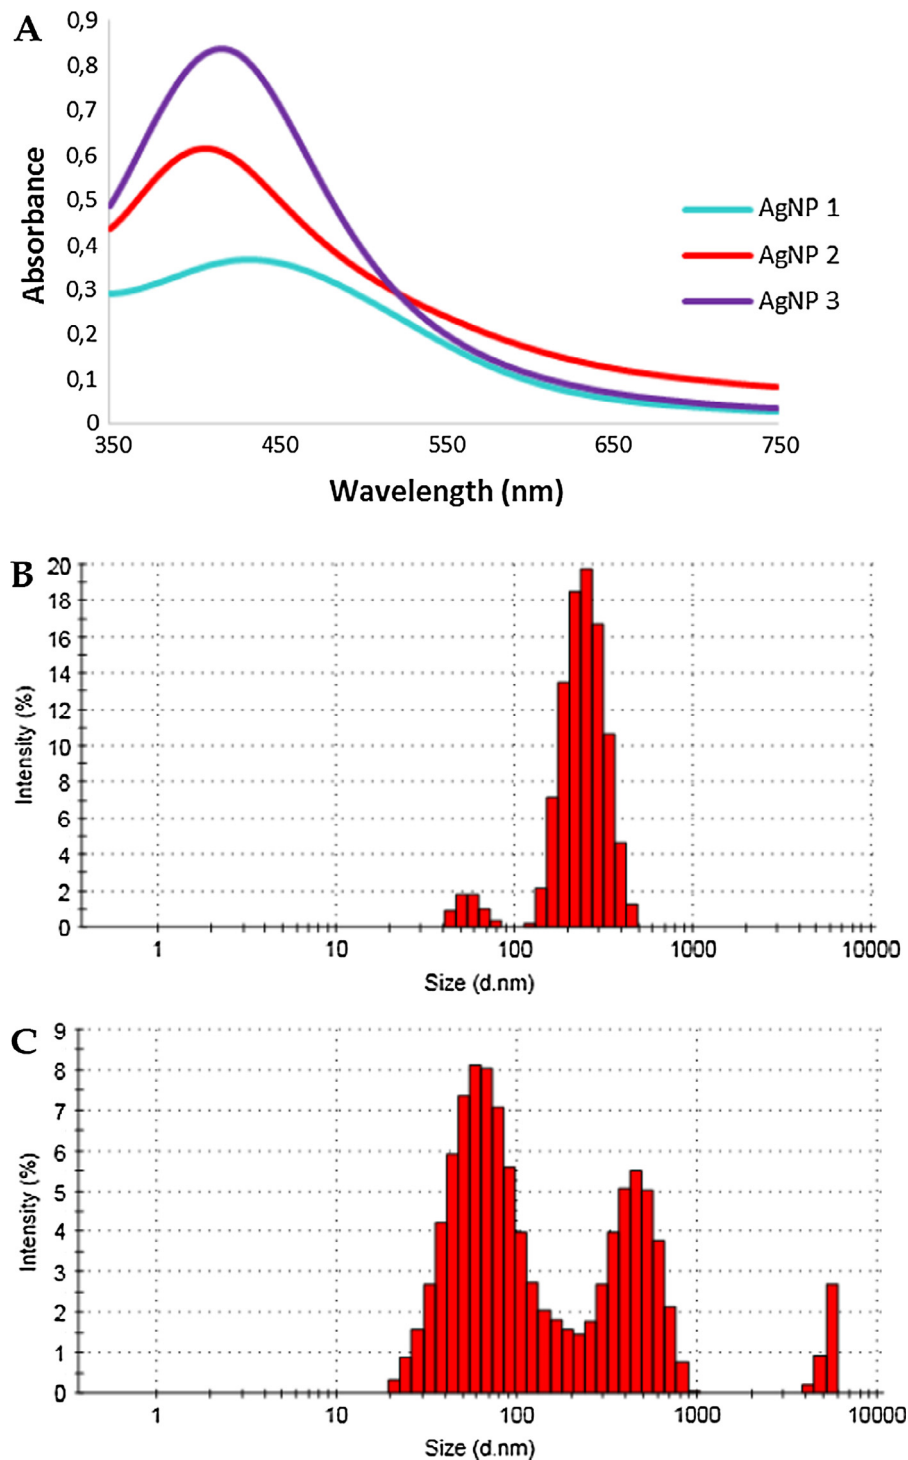 A
0,9
0,8
0,7
0,6
0,5
0,4
0,3
0,2
0,1
0
Absorbance
350 450 550 650 750
Wavelength (nm)
AgNP 1
AgNP 2
AgNP 3
B
20
18
16
14
12
10
8
6
4
2
0
Intensity (%)
1 10 100 1000 10000
Size (d.nm)
C
9
8
7
6
5
4
3
2
1
0
Intensity (%)
1 10 100 1000 10000
Size (d.nm)